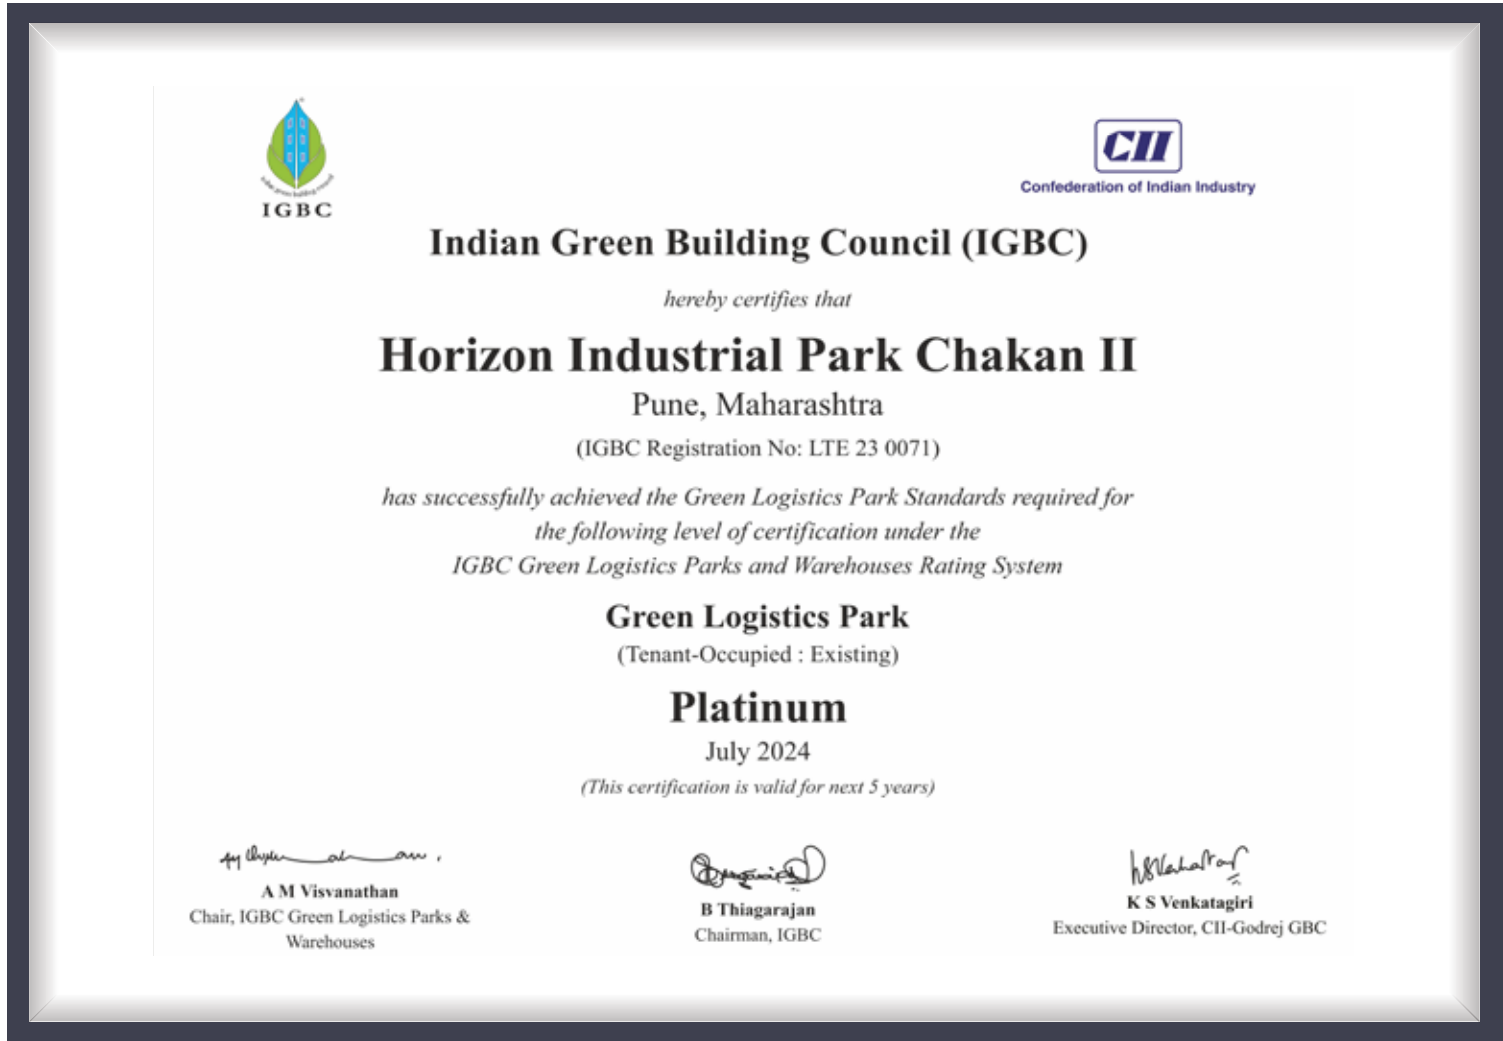 IGBC
CII
Confederation of Indian Industry
Indian Green Building Council (IGBC)
hereby certifies that
Horizon Industrial Park Chakan II
Pune, Maharashtra
(IGBC Registration No: LTE 23 0071)
has successfully achieved the Green Logistics Park Standards required for
the following level of certification under the
IGBC Green Logistics Parks and Warehouses Rating System
Green Logistics Park
(Tenant-Occupied : Existing)
Platinum
July 2024
(This certification is valid for next 5 years)
A M Visvanathan
Chair, IGBC Green Logistics Parks &
Warehouses
B Thiagarajan
Chairman, IGBC
K S Venkatagiri
Executive Director, CII-Godrej GBC